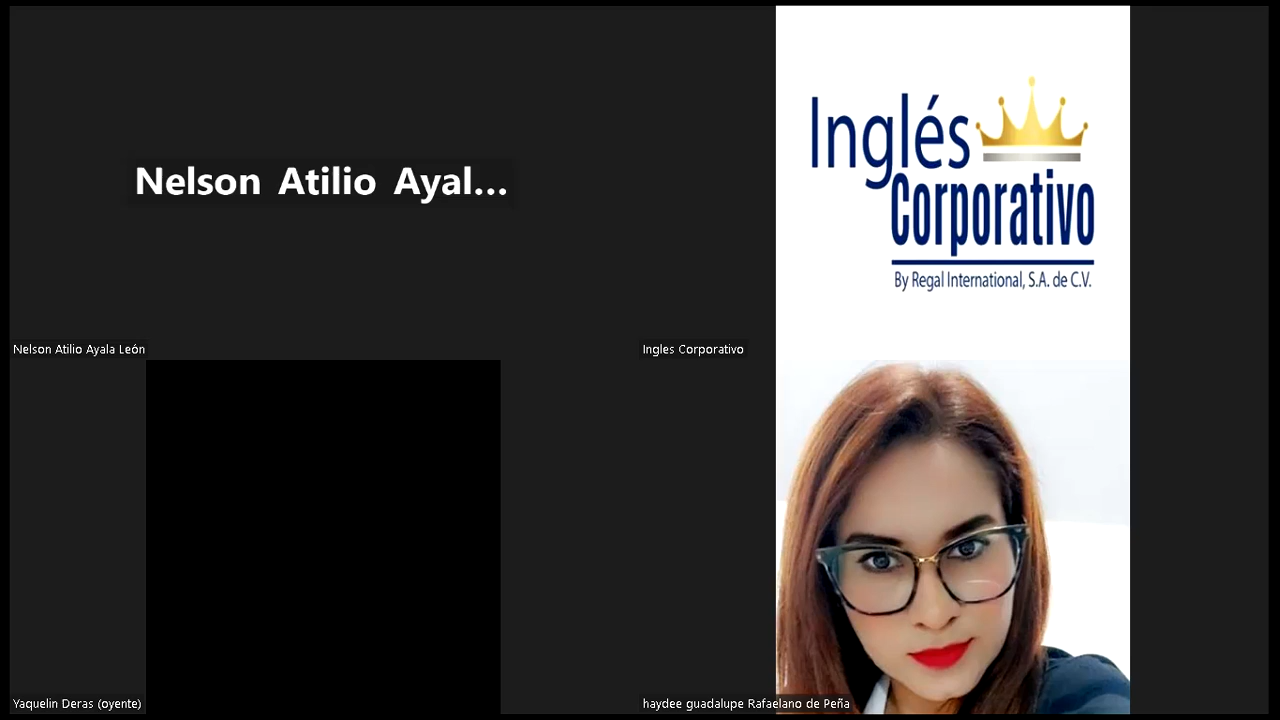 Nelson Atilio Ayal...
Nelson Atilio Ayala León
Inglés
Corporativo
By Regal International, S.A. de C.V.
Ingles Corporativo
Yaquelin Deras (oyente)
haydee guadalupe Rafaelano de Peña